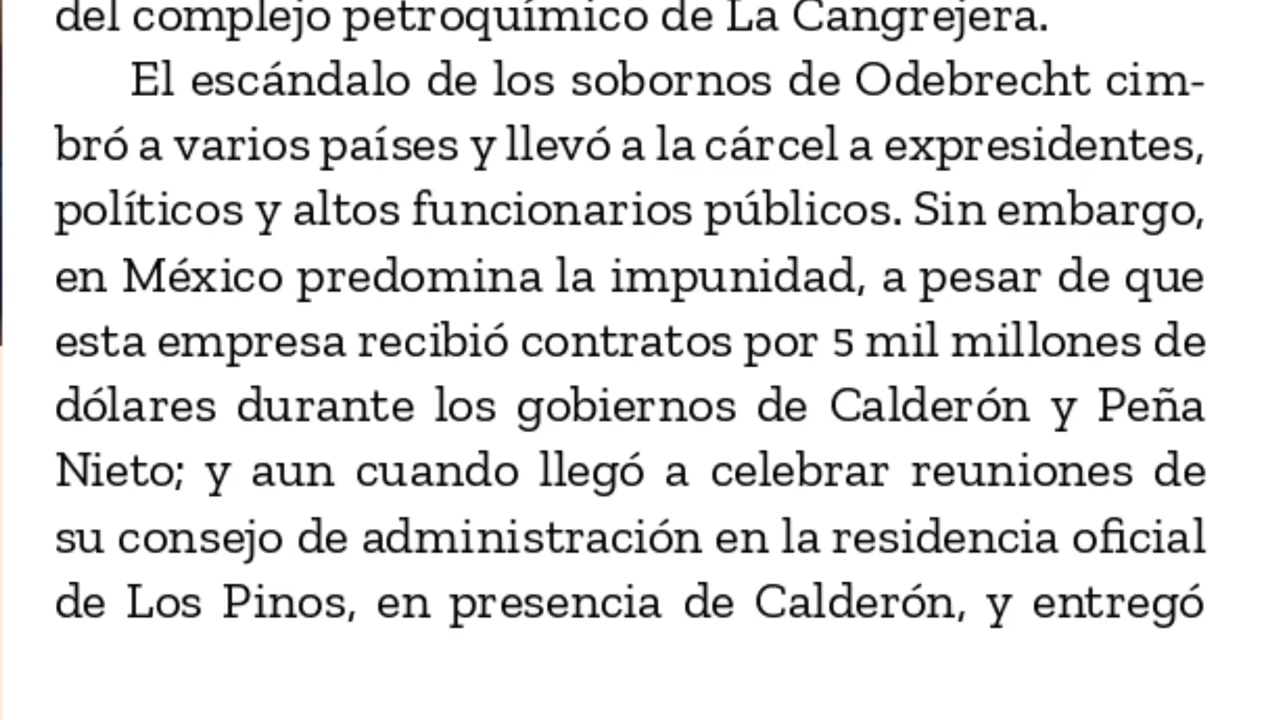 del complejo petroquímico de La Cangrejera.
El escándalo de los sobornos de Odebrecht cim-
bró a varios países y llevó a la cárcel a expresidentes,
políticos y altos funcionarios públicos. Sin embargo,
en México predomina la impunidad, a pesar de que
esta empresa recibió contratos por 5 mil millones de
dólares durante los gobiernos de Calderón y Peña
Nieto; y aun cuando llegó a celebrar reuniones de
su consejo de administración en la residencia oficial
de Los Pinos, en presencia de Calderón, y entregó